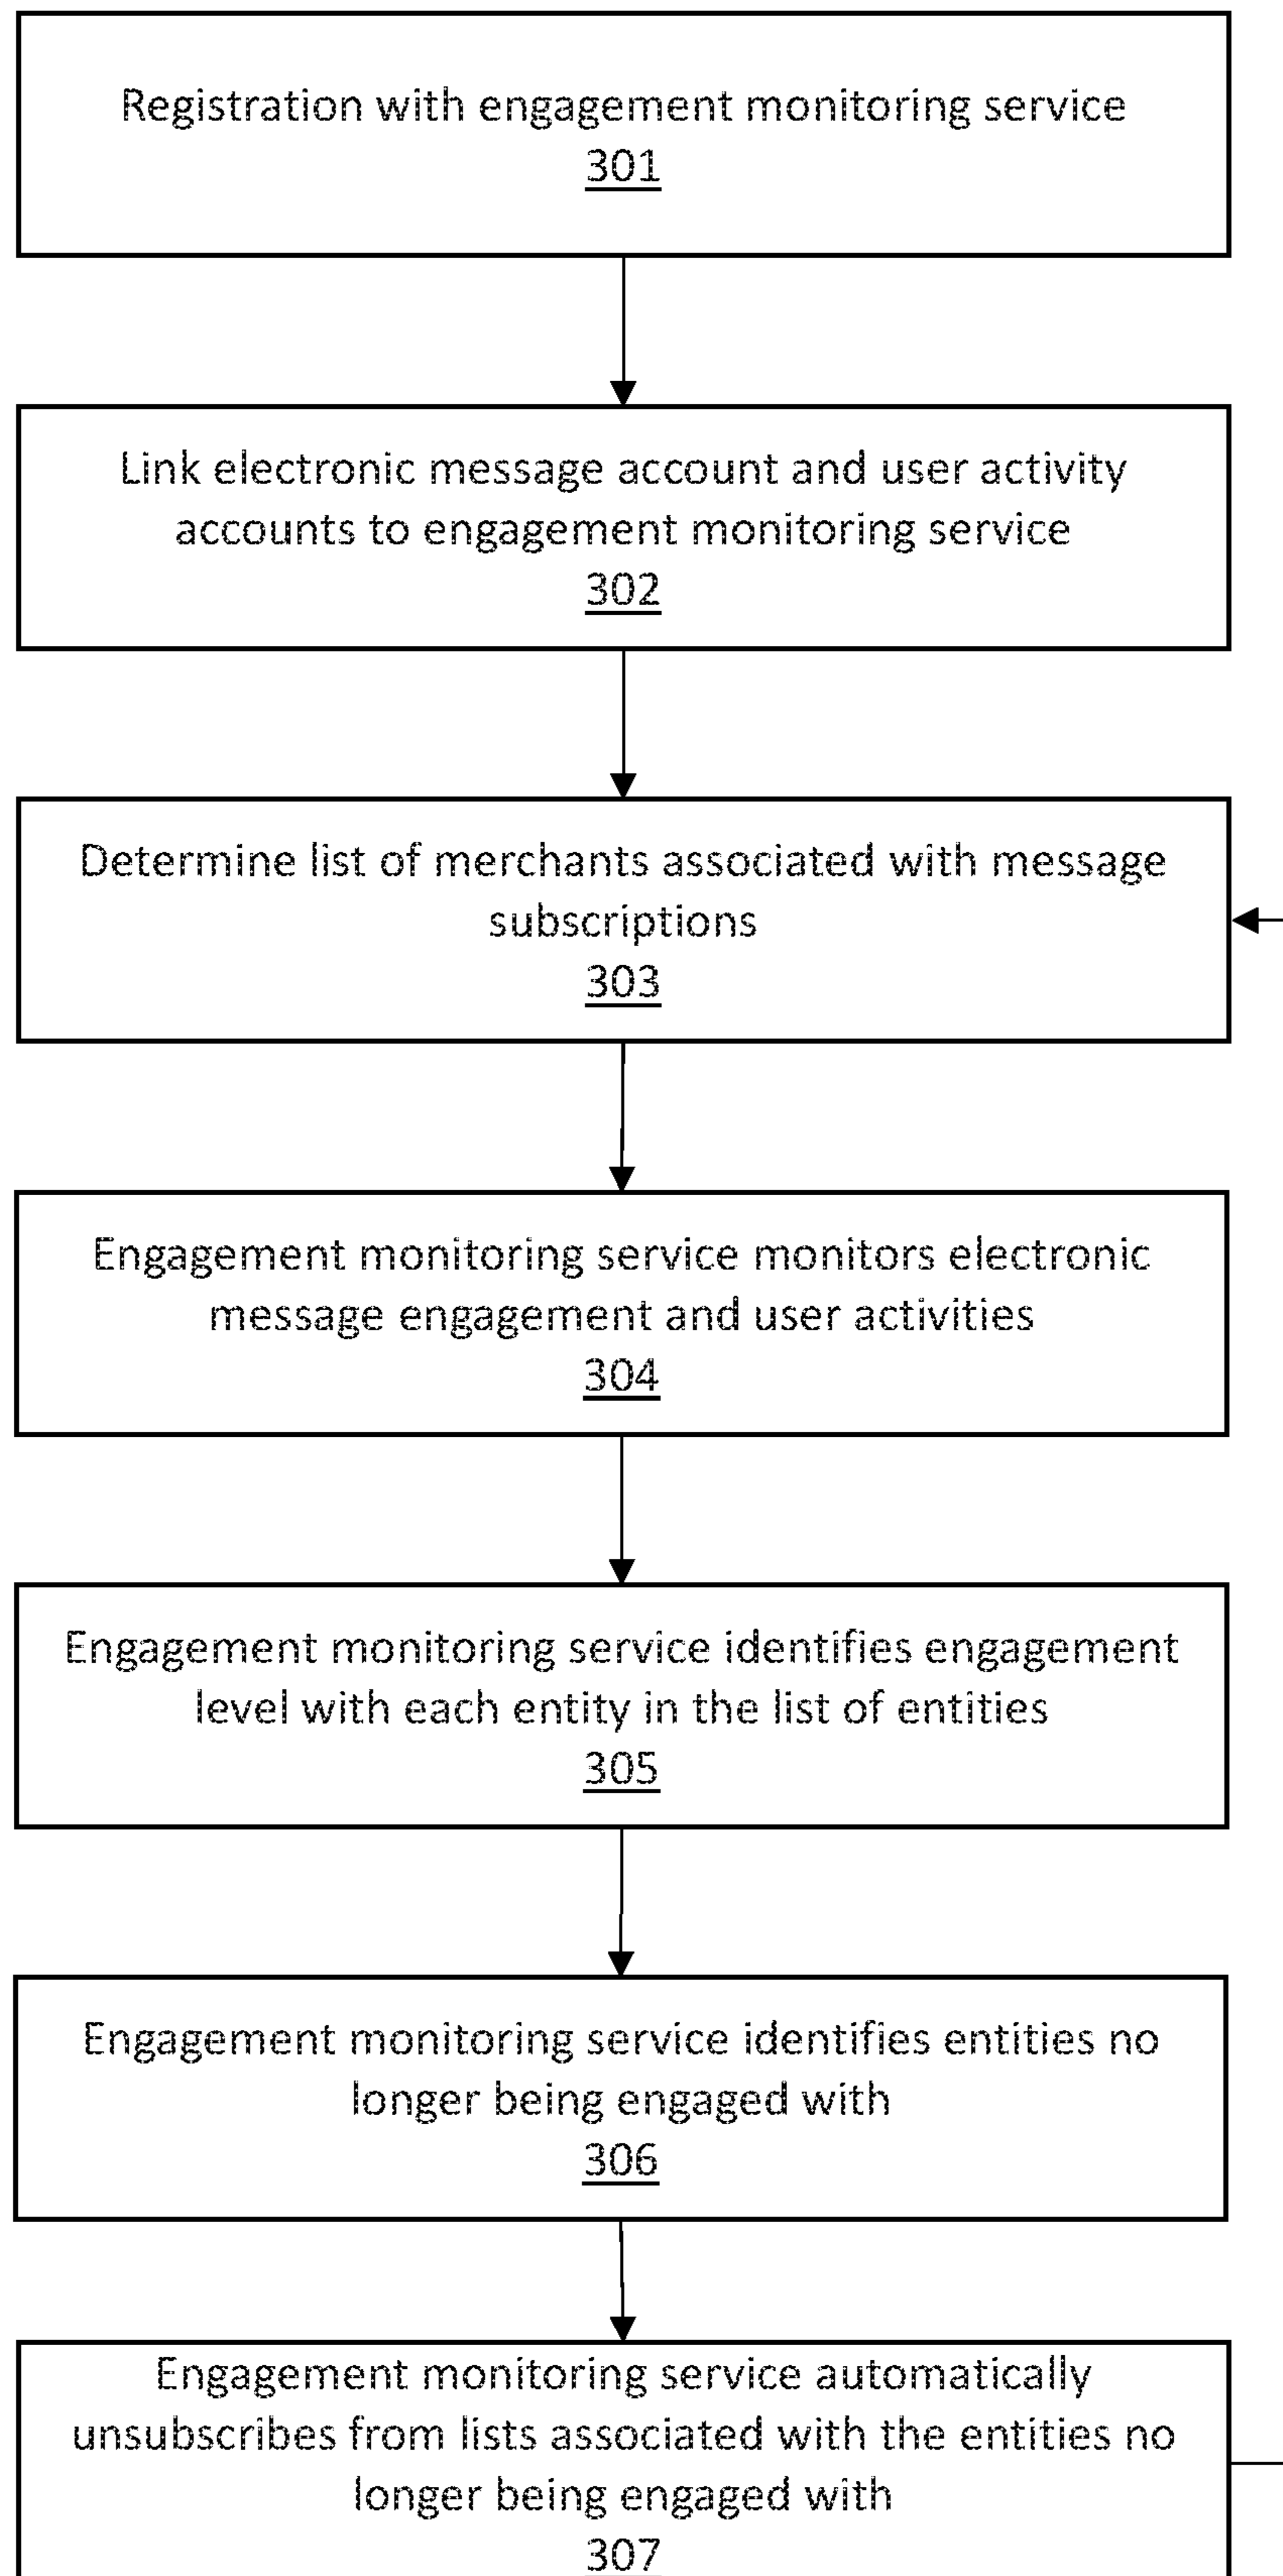 Registration with engagement monitoring service
301
Link electronic message account and user activity
accounts to engagement monitoring service
302
Determine list of merchants associated with message
subscriptions
303
Engagement monitoring service monitors electronic
message engagement and user activities
304
Engagement monitoring service identifies engagement
level with each entity in the list of entities
305
Engagement monitoring service identifies entities no
longer being engaged with
306
Engagement monitoring service automatically
unsubscribes from lists associated with the entities no
longer being engaged with
307